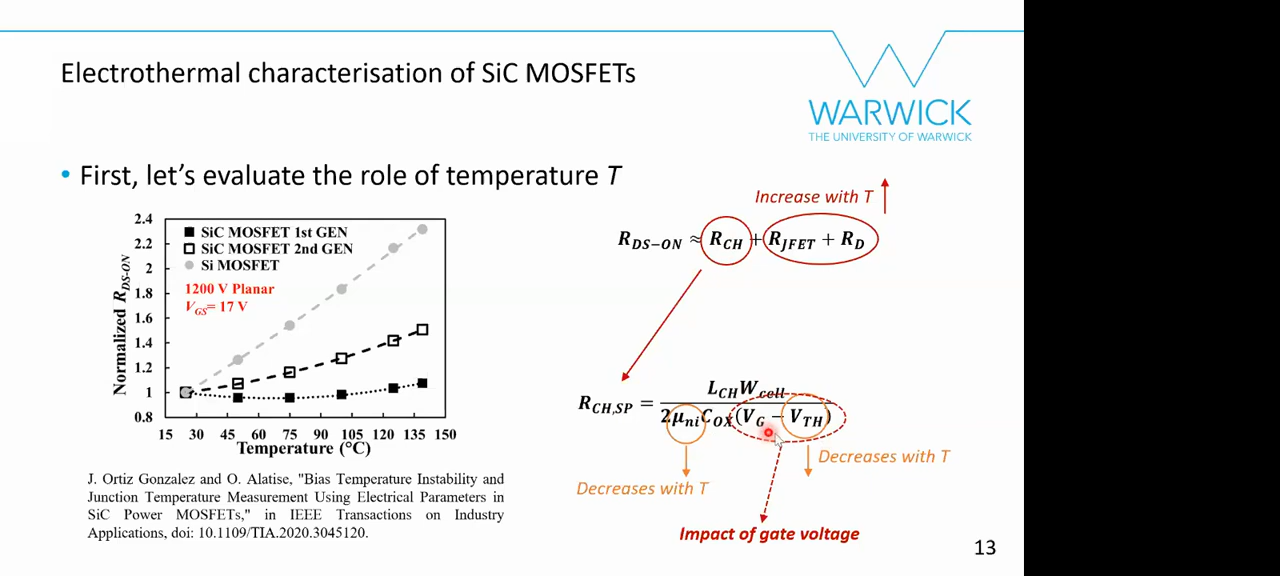 Electrothermal characterisation of SiC MOSFETs
WARWICK
THE UNIVERSITY OF WARWICK
• First, let's evaluate the role of temperature T
2.4
2.2
2
1.8
1.6
1.4
1.2
1
0.8
Normalized R_DS-ON
SiC MOSFET 1st GEN
SiC MOSFET 2nd GEN
Si MOSFET
1200 V Planar
V_GS= 17 V
15 30 45 60 75 90 105 120 135 150
Temperature (°C)
J. Ortiz Gonzalez and O. Alatise, "Bias Temperature Instability and
Junction Temperature Measurement Using Electrical Parameters in
SiC Power MOSFETs," in IEEE Transactions on Industry
Applications, doi: 10.1109/TIA.2020.3045120.
Increase with T
R_DS−ON ≈ R_CH + R_JFET + R_D
R_CH,SP = L_CH W_cell / 2μ_ni C_OX (V_G − V_TH)
Decreases with T
Decreases with T
Impact of gate voltage
13